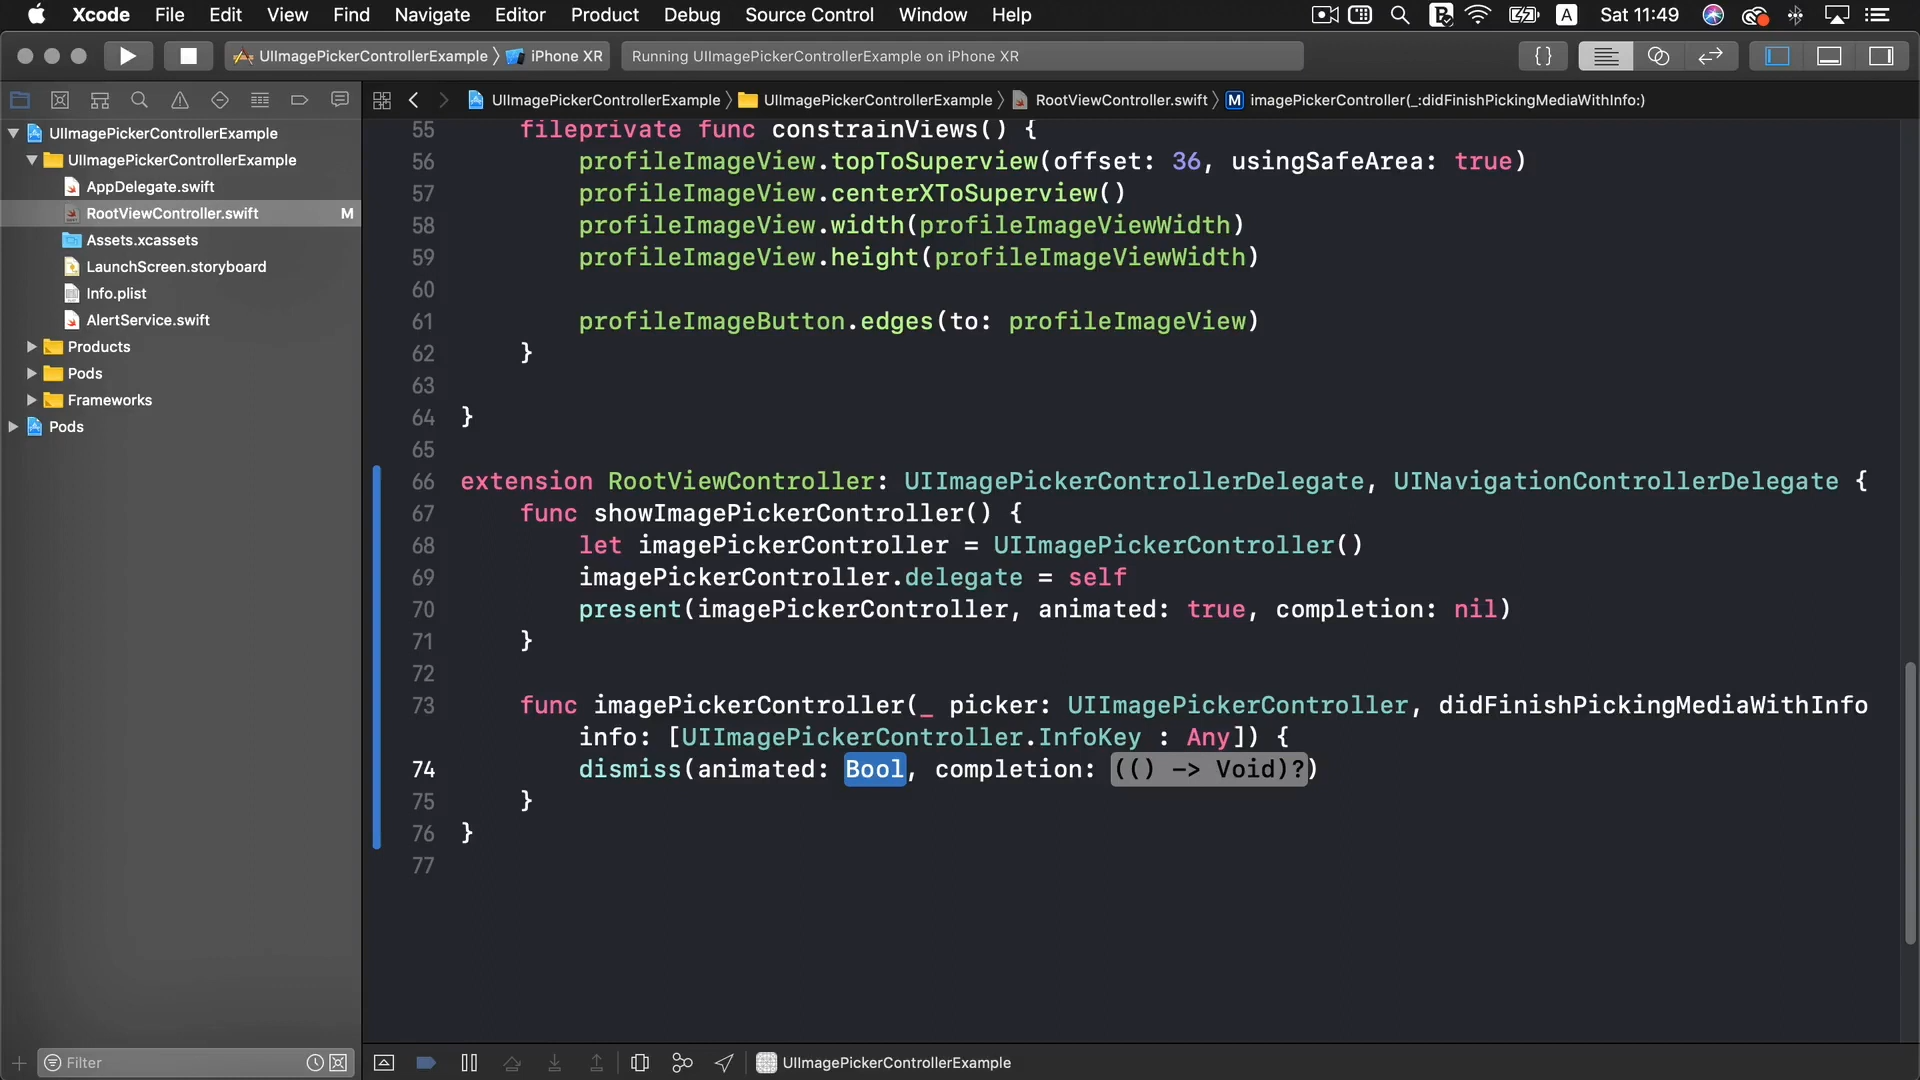 Xcode File Edit View Find Navigate Editor Product Debug Source Control Window Help A Sat 11:49
UIImagePickerControllerExample iPhone XR Running UIImagePickerControllerExample on iPhone XR {}
UIImagePickerControllerExample UIImagePickerControllerExample RootViewController.swift M imagePickerController(_:didFinishPickingMediaWithInfo:)
UIImagePickerControllerExample
UIImagePickerControllerExample
AppDelegate.swift
RootViewController.swift M
Assets.xcassets
LaunchScreen.storyboard
Info.plist
AlertService.swift
Products
Pods
Frameworks
Pods
55 fileprivate func constrainViews() {
56 profileImageView.topToSuperview(offset: 36, usingSafeArea: true)
57 profileImageView.centerXToSuperview()
58 profileImageView.width(profileImageViewWidth)
59 profileImageView.height(profileImageViewWidth)
60
61 profileImageButton.edges(to: profileImageView)
62 }
63
64 }
65
66 extension RootViewController: UIImagePickerControllerDelegate, UINavigationControllerDelegate {
67 func showImagePickerController() {
68 let imagePickerController = UIImagePickerController()
69 imagePickerController.delegate = self
70 present(imagePickerController, animated: true, completion: nil)
71 }
72
73 func imagePickerController(_ picker: UIImagePickerController, didFinishPickingMediaWithInfo
info: [UIImagePickerController.InfoKey : Any]) {
74 dismiss(animated: Bool, completion: (() -> Void)?)
75 }
76 }
77
Filter
UIImagePickerControllerExample